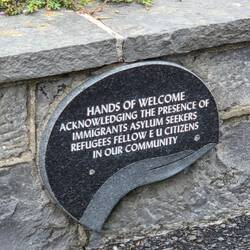 HANDS OF WELCOME
ACKNOWLEDGING THE PRESENCE OF
IMMIGRANTS ASYLUM SEEKERS
REFUGEES FELLOW E U CITIZENS
IN OUR COMMUNITY